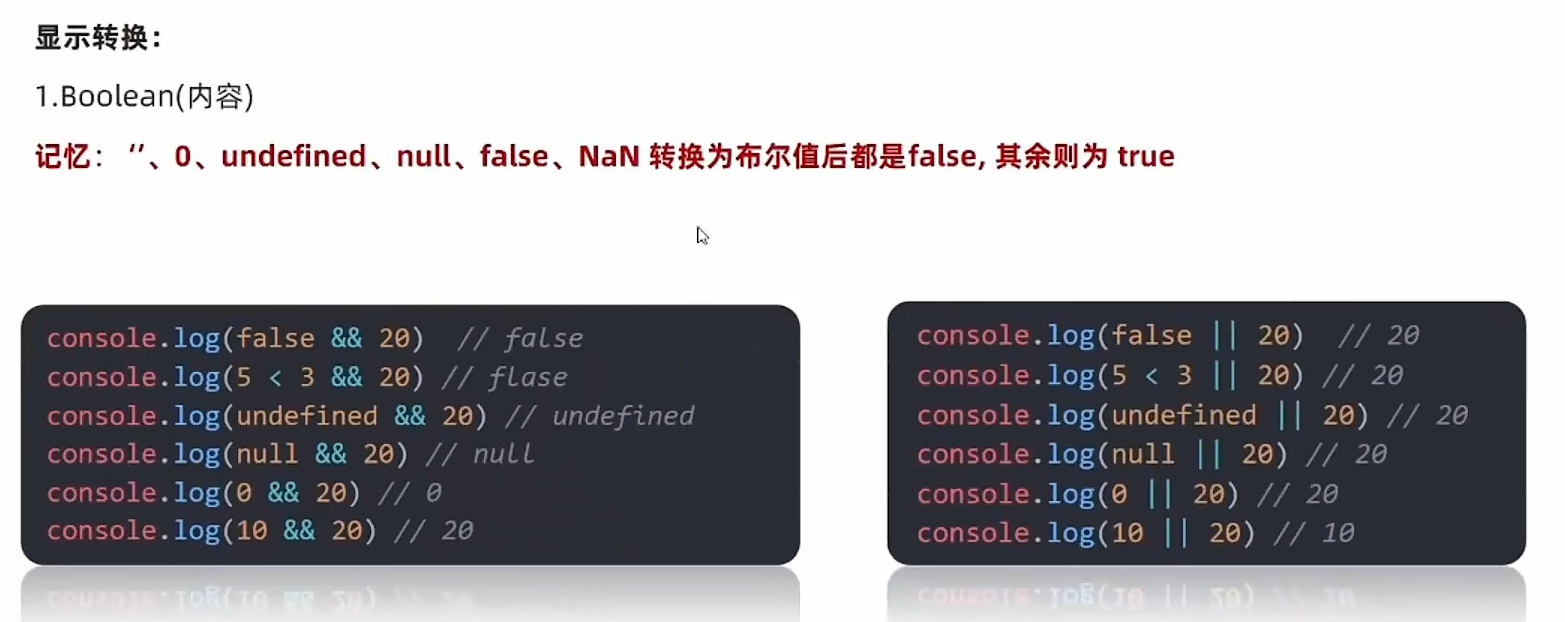 显示转换：
1.Boolean(内容)
记忆： ‘’、0、undefined、null、false、NaN 转换为布尔值后都是false, 其余则为 true
console.log(false && 20)  // false
console.log(5 < 3 && 20) // flase
console.log(undefined && 20) // undefined
console.log(null && 20) // null
console.log(0 && 20) // 0
console.log(10 && 20) // 20
console.log(false || 20)  // 20
console.log(5 < 3 || 20) // 20
console.log(undefined || 20) // 20
console.log(null || 20) // 20
console.log(0 || 20) // 20
console.log(10 || 20) // 10